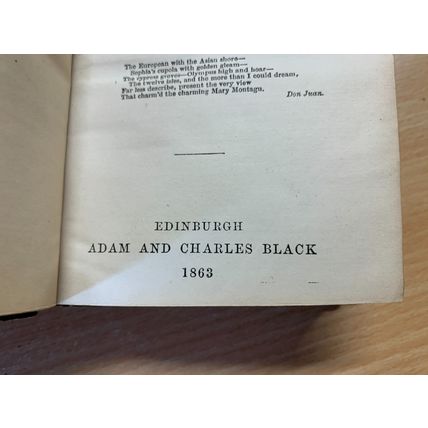 The European with the Asian shore—
Sophia's cupola with golden gleam—
The cypress groves—Olympus high and hoar—
The twelve isles, and the more than I could dream,
Far less describe, present the very view
That charm'd the charming Mary Montagu.
Don Juan.
EDINBURGH
ADAM AND CHARLES BLACK
1863